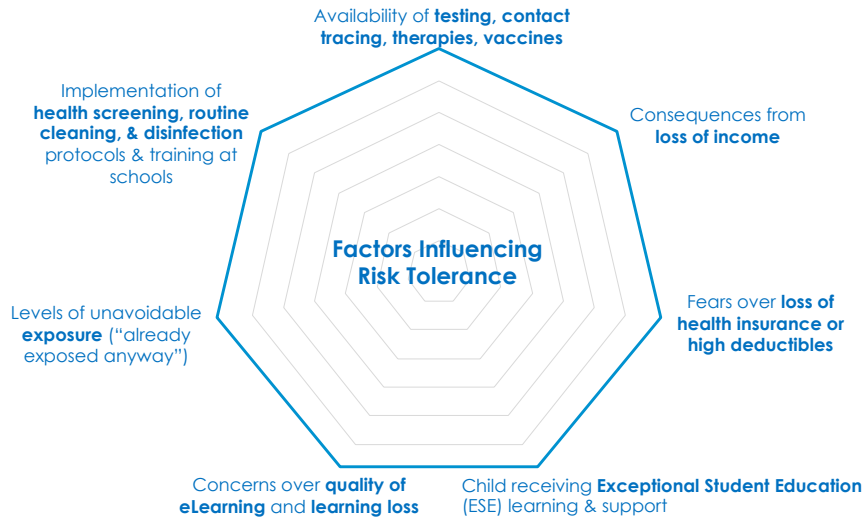 Availability of testing, contact
tracing, therapies, vaccines
Implementation of
health screening, routine
cleaning, & disinfection
protocols & training at
schools
Consequences from
loss of income
Factors Influencing
Risk Tolerance
Levels of unavoidable
exposure (“already
exposed anyway”)
Fears over loss of
health insurance or
high deductibles
Concerns over quality of
eLearning and learning loss
Child receiving Exceptional Student Education
(ESE) learning & support